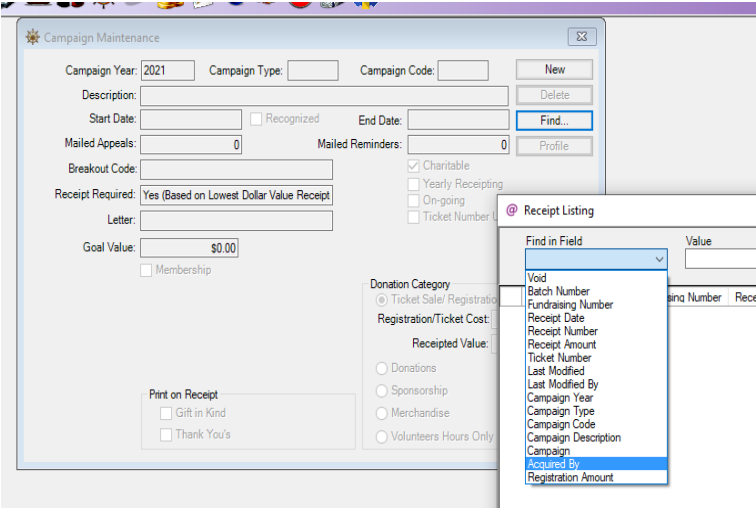 Campaign Maintenance
Campaign Year: 2021 Campaign Type: Campaign Code: New
Description: Delete
Start Date: Recognized End Date: Find...
Mailed Appeals: 0 Mailed Reminders: 0 Profile
Breakout Code: Charitable
Yearly Receipting
Receipt Required: Yes (Based on Lowest Dollar Value Receipt On-going
Letter: Ticket Number
Goal Value: $0.00
Membership
Donation Category
Ticket Sale/ Registratio
Registration/Ticket Cost:
Receipted Value:
Donations
Sponsorship
Merchandise
Volunteers Hours Only
Print on Receipt
Gift in Kind
Thank You's
@ Receipt Listing
Find in Field Value
Void
Batch Number
Fundraising Number
Receipt Date
Receipt Number
Receipt Amount
Ticket Number
Last Modified
Last Modified By
Campaign Year
Campaign Type
Campaign Code
Campaign Description
Campaign
Acquired By
Registration Amount
sing Number Rece